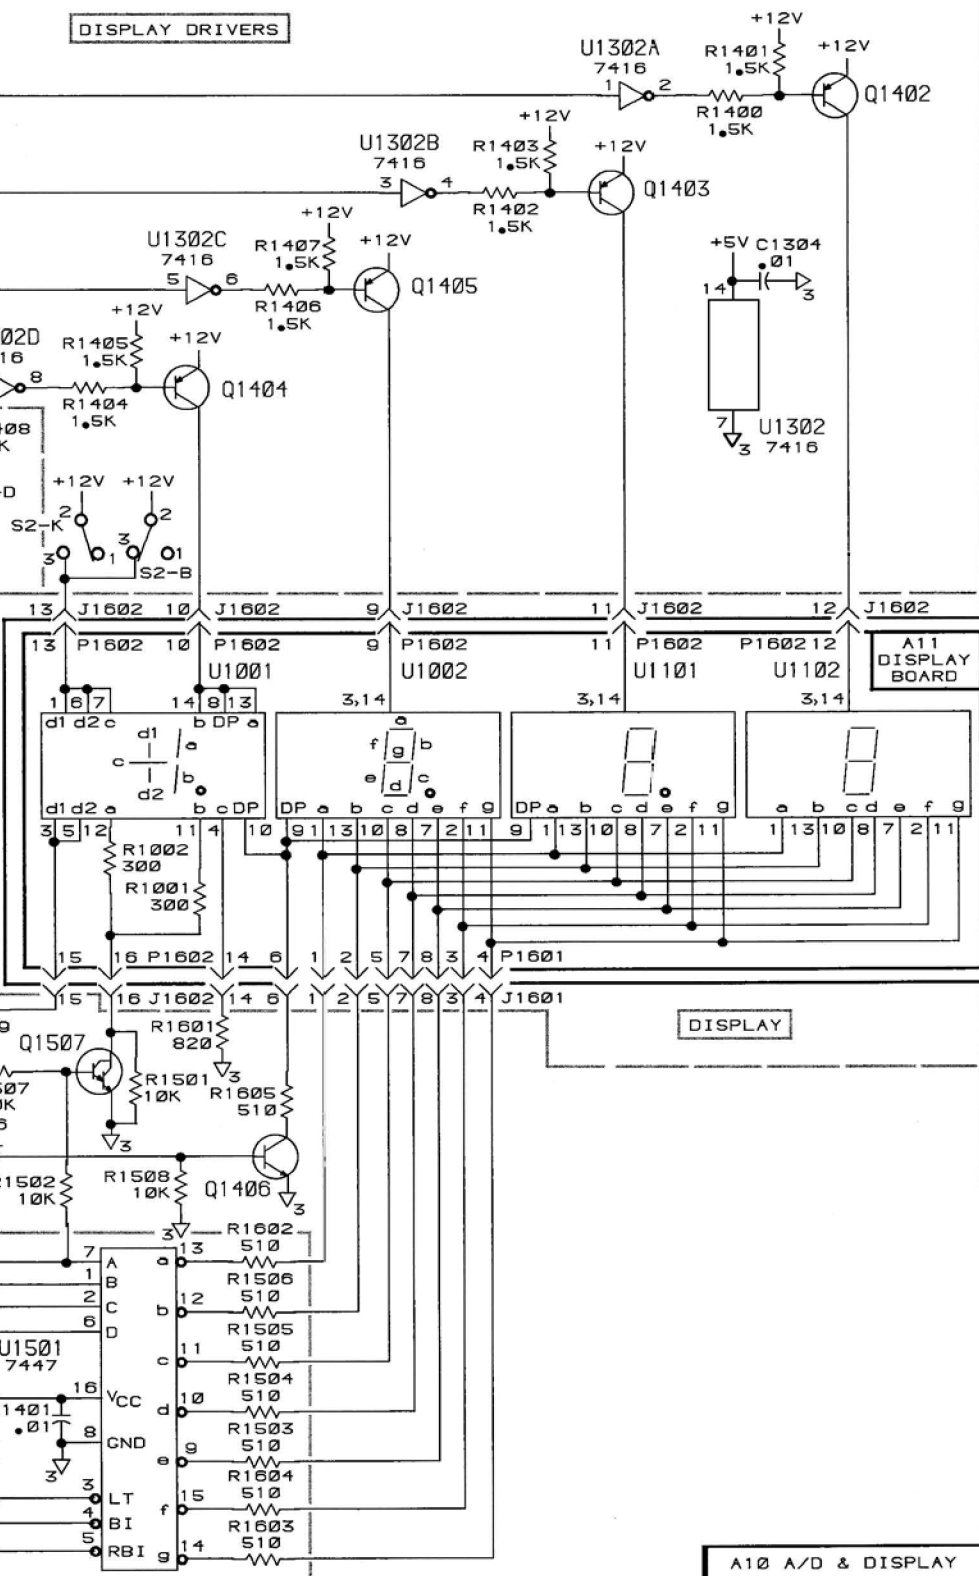 DISPLAY DRIVERS
+12V
U1302A
7416
R1401
1.5K
+12V
1
2
Q1402
R1400
1.5K
+12V
U1302B
7416
R1403
1.5K
+12V
3
4
Q1403
R1402
1.5K
+12V
U1302C
7416
R1407
1.5K
+12V
+5V
C1304
.01
5
6
Q1405
14
3
R1406
1.5K
+12V
02D
16
R1405
1.5K
+12V
8
Q1404
R1404
1.5K
7
3
U1302
7416
408
K
-D
+12V
+12V
S2-K
2
2
3
1
3
1
S2-B
13
J1602
10
J1602
9
J1602
11
J1602
12
J1602
13
P1602
10
P1602
9
P1602
11
P1602
P1602
12
A11
DISPLAY
BOARD
U1001
U1002
U1101
U1102
1
6
7
14
8
13
3,14
3,14
3,14
d1
d2
c
b
DP
a
d1
c
a
b
d2
a
f
g
b
e
d
c
d1
d2
a
b
c
DP
DP
a
b
c
d
e
f
g
DP
a
b
c
d
e
f
g
a
b
c
d
e
f
g
3
5
12
11
4
10
9
1
13
10
8
7
2
11
9
1
13
10
8
7
2
11
1
13
10
8
7
2
11
R1002
300
R1001
300
15
16
P1602
14
6
1
2
5
7
8
3
4
P1601
15
16
J1602
14
6
1
2
5
7
8
3
4
J1601
9
Q1507
R1601
820
DISPLAY
3
507
0K
R1501
10K
R1605
510
3
R1502
10K
R1508
10K
Q1406
3
3
R1602
510
7
A
a
13
R1506
510
1
B
2
C
b
12
R1505
510
6
D
U1501
7447
c
11
R1504
510
16
VCC
d
10
R1503
510
1401
.01
8
GND
3
e
9
R1604
510
3
LT
f
15
4
BI
R1603
510
5
RBI
g
14
A10 A/D & DISPLAY